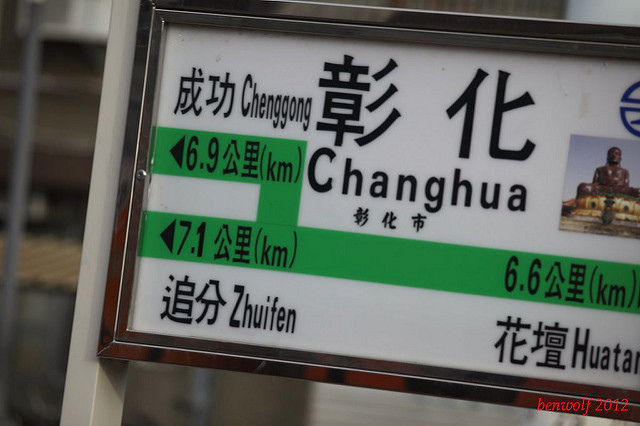 成功 Chenggong
彰化
6.9公里(km)
Changhua
彰化市
7.1公里(km)
6.6公里(km)
追分 Zhuifen
花壇
benwolf 2012